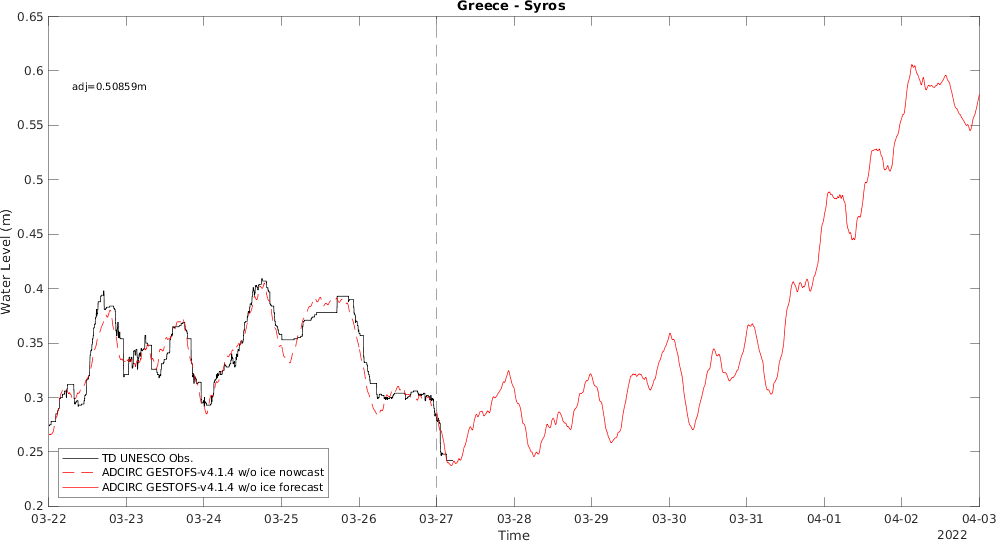 Greece - Syros
0.65
0.6
adj=0.50859m
0.55
0.5
0.45
0.4
0.35
0.3
0.25
0.2
Water Level (m)
TD UNESCO Obs.
ADCIRC GESTOFS-v4.1.4 w/o ice nowcast
ADCIRC GESTOFS-v4.1.4 w/o ice forecast
03-22 03-23 03-24 03-25 03-26 03-27 03-28 03-29 03-30 03-31 04-01 04-02 04-03
Time
2022